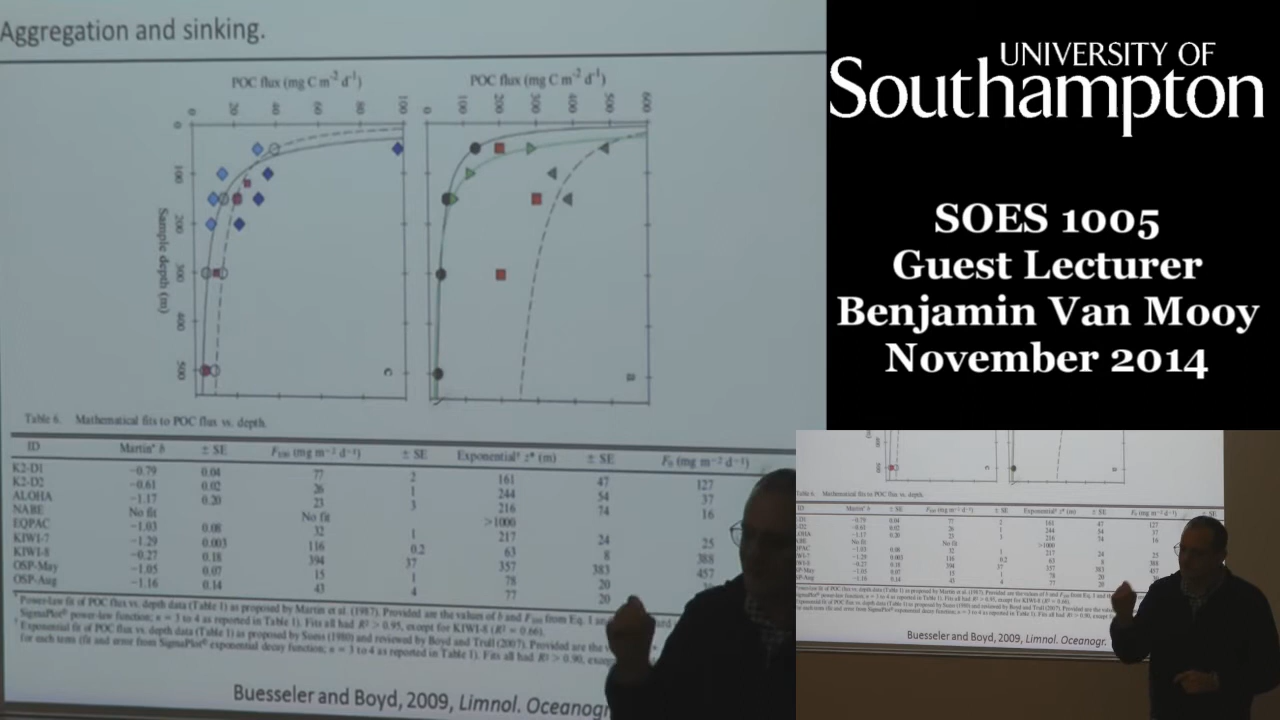 Aggregation and sinking.
POC flux (mg C m-2 d-1)
POC flux (mg C m-2 d-1)
0 20 40 60 80 100
0 100 200 300 400 500 600
0
100
200
300
400
500
Sample depth (m)
c
a
Table 6. Mathematical fits to POC flux vs. depth.
ID Martin* b ± SE F100 (mg m-2 d-1) ± SE Exponential† z* (m) ± SE F0 (mg m-2 d-1)
K2-D1 -0.79 0.04 77 2 161 47 127
K2-D2 -0.61 0.02 26 1 244 54 37
ALOHA -1.17 0.20 23 3 216 74 16
NABE No fit No fit >1000
EQPAC -1.03 0.08 32 1 217 24 25
KIWI-7 -1.29 0.003 116 0.2 63 8 388
KIWI-8 -0.27 0.18 394 37 357 383 457
OSP-May -1.05 0.07 15 1 78 20
OSP-Aug -1.16 0.14 43 4 77 20
* Power-law fit of POC flux vs. depth data (Table 1) as proposed by Martin et al. (1987). Provided are the values of b and F100 from Eq. 1 and
SigmaPlot® power-law function; n = 3 to 4 as reported in Table 1). Fits all had R2 > 0.95, except for KIWI-8 (R2 = 0.66).
† Exponential fit of POC flux vs. depth data (Table 1) as proposed by Suess (1980) and reviewed by Boyd and Trull (2007). Provided are the
for each term (fit and error from SigmaPlot® exponential decay function; n = 3 to 4 as reported in Table 1). Fits all had R2 > 0.90,
Buesseler and Boyd, 2009, Limnol. Oceanogr
UNIVERSITY OF
Southampton
SOES 1005
Guest Lecturer
Benjamin Van Mooy
November 2014
Buesseler and Boyd, 2009, Limnol. Oceanogr.